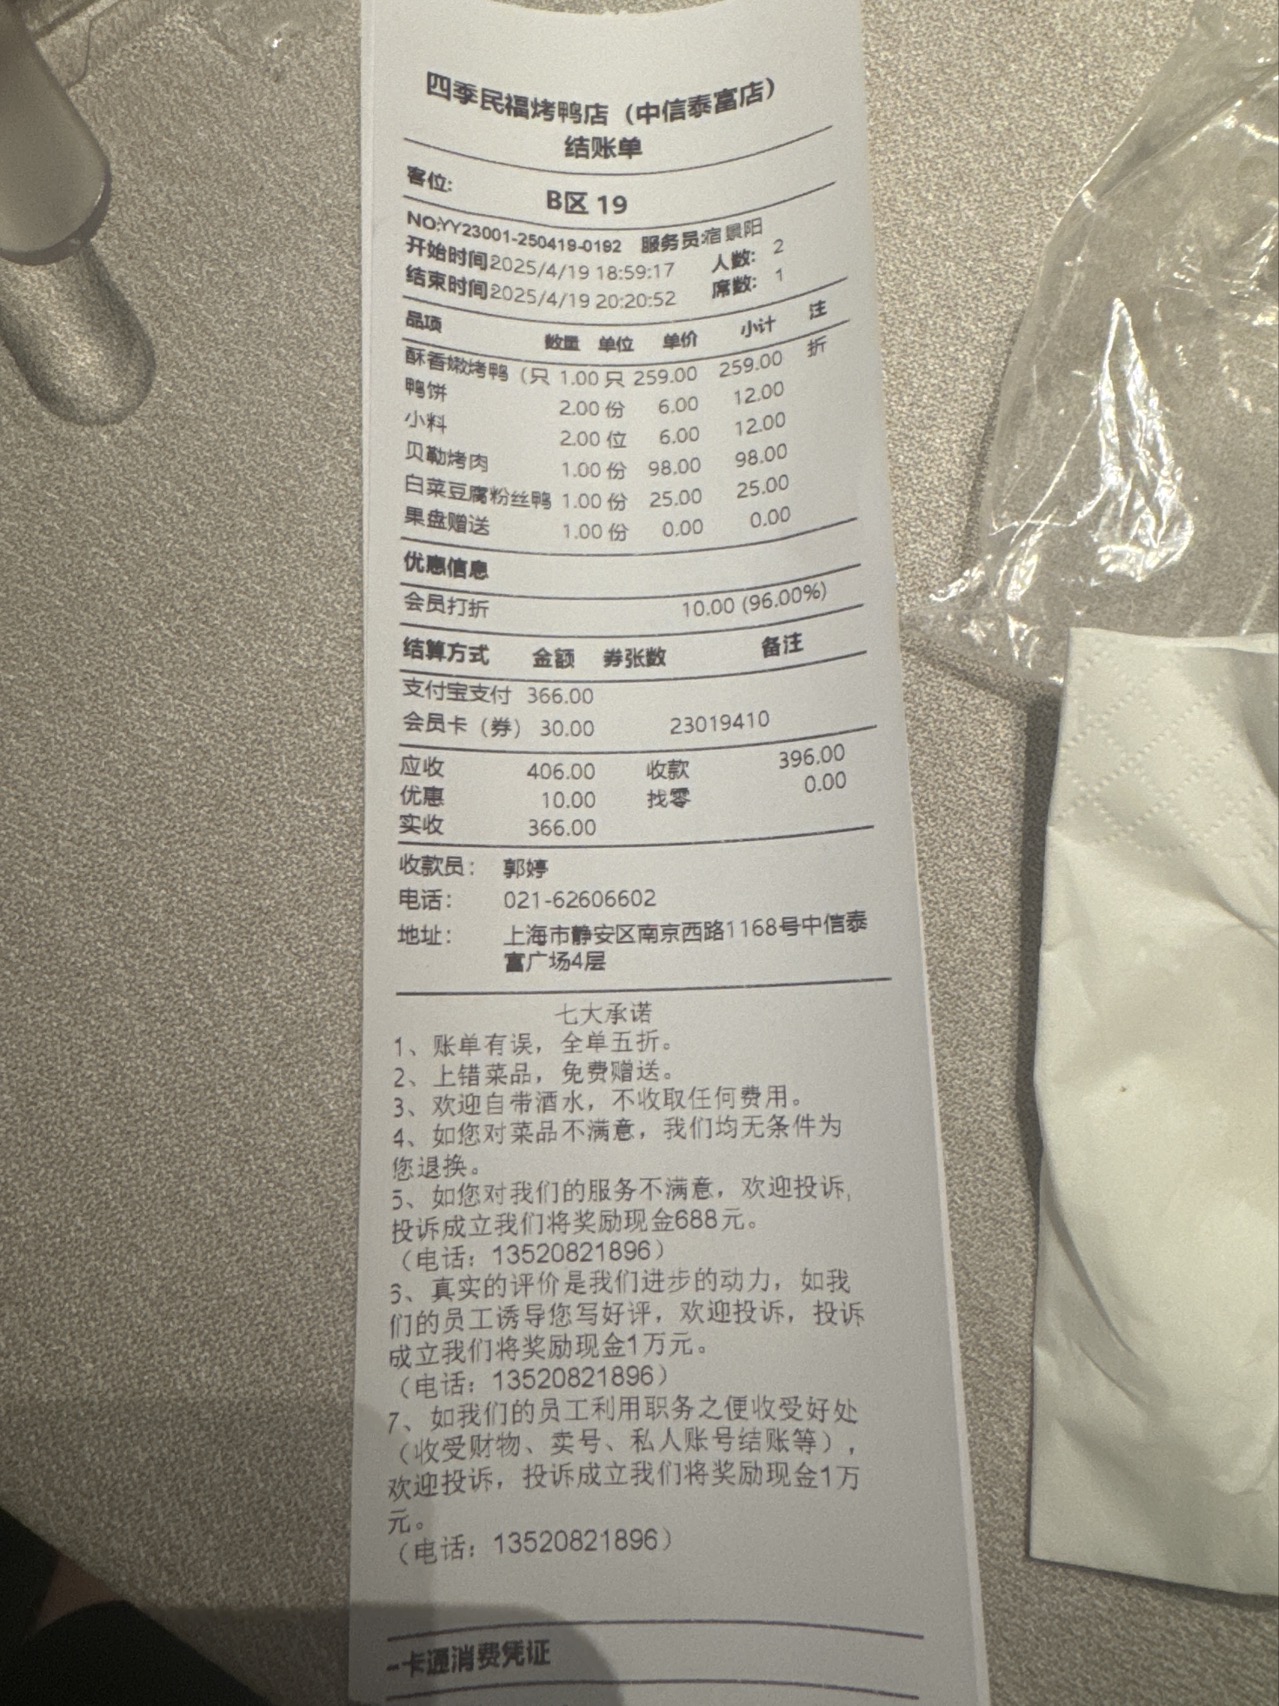 四季民福烤鸭店（中信泰富店）
结账单
客位: B区 19
NO:YY23001-250419-0192 服务员:宿景阳
开始时间2025/4/19 18:59:17 人数: 2
结束时间2025/4/19 20:20:52 席数: 1
品项 数量 单位 单价 小计 注
酥香嫩烤鸭（只 1.00 只 259.00 259.00 折
鸭饼 2.00 份 6.00 12.00
小料 2.00 位 6.00 12.00
贝勒烤肉 1.00 份 98.00 98.00
白菜豆腐粉丝鸭 1.00 份 25.00 25.00
果盘赠送 1.00 份 0.00 0.00
优惠信息
会员打折 10.00 (96.00%)
结算方式 金额 券张数 备注
支付宝支付 366.00
会员卡（券） 30.00 23019410
应收 406.00 收款 396.00
优惠 10.00 找零 0.00
实收 366.00
收款员： 郭婷
电话： 021-62606602
地址： 上海市静安区南京西路1168号中信泰
富广场4层
七大承诺
1、账单有误，全单五折。
2、上错菜品，免费赠送。
3、欢迎自带酒水，不收取任何费用。
4、如您对菜品不满意，我们均无条件为
您退换。
5、如您对我们的服务不满意，欢迎投诉，
投诉成立我们将奖励现金688元。
（电话：13520821896）
6、真实的评价是我们进步的动力，如我
们的员工诱导您写好评，欢迎投诉，投诉
成立我们将奖励现金1万元。
（电话：13520821896）
7、如我们的员工利用职务之便收受好处
（收受财物、卖号、私人账号结账等），
欢迎投诉，投诉成立我们将奖励现金1万
元。
（电话：13520821896）
一卡通消费凭证